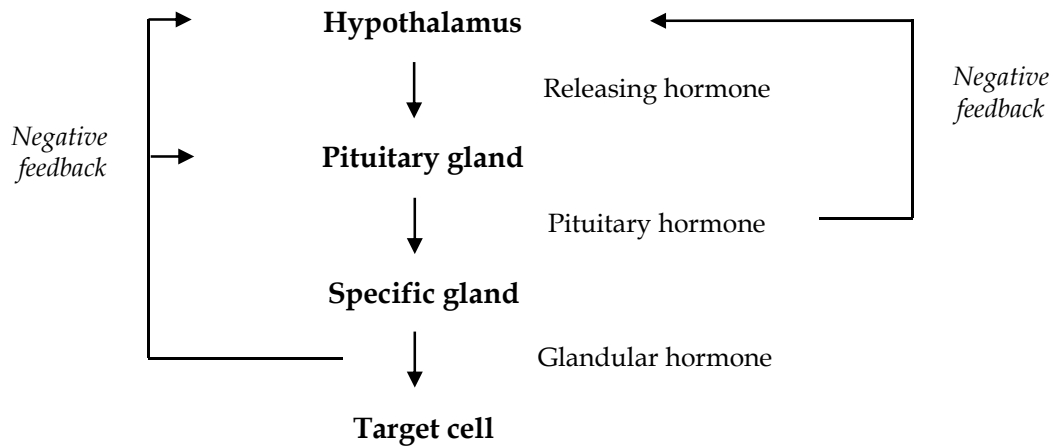 Hypothalamus
Releasing hormone
Negative
feedback
Negative
feedback
Pituitary gland
Pituitary hormone
Specific gland
Glandular hormone
Target cell